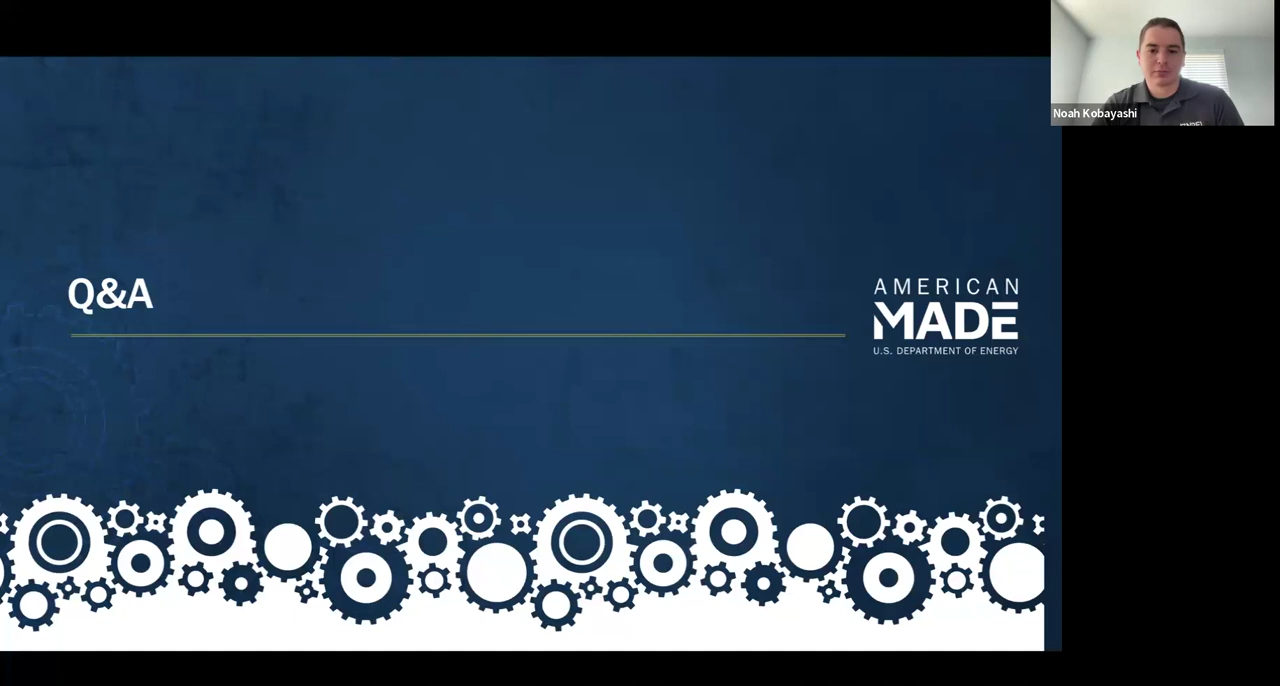 Noah Kobayashi
Q&A
AMERICAN
MADE
U.S. DEPARTMENT OF ENERGY